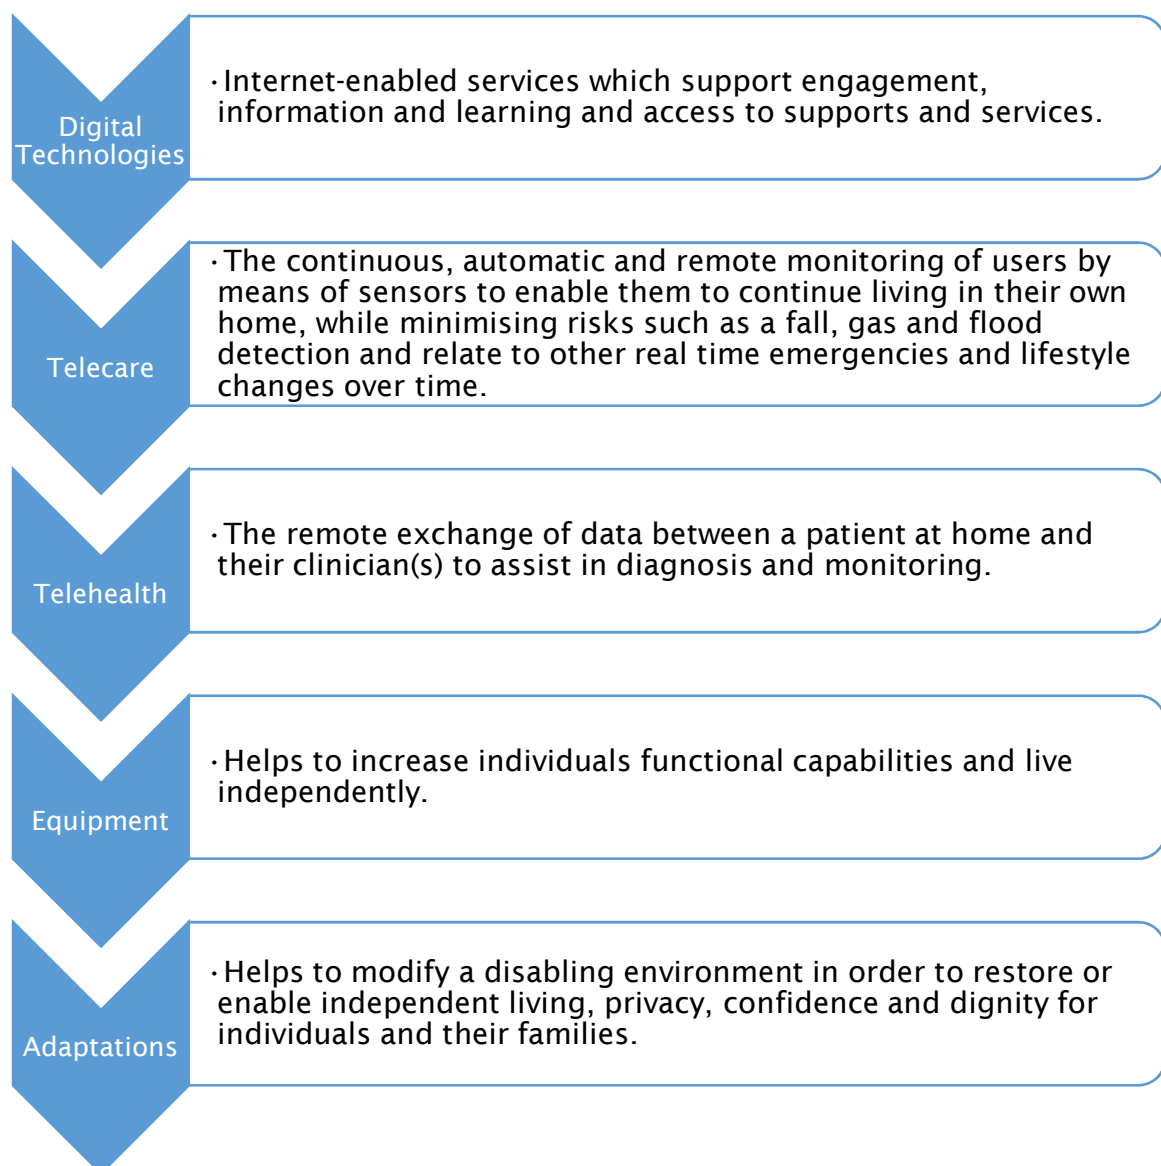 Digital
Technologies
·Internet-enabled services which support engagement,
information and learning and access to supports and services.
Telecare
·The continuous, automatic and remote monitoring of users by
means of sensors to enable them to continue living in their own
home, while minimising risks such as a fall, gas and flood
detection and relate to other real time emergencies and lifestyle
changes over time.
Telehealth
·The remote exchange of data between a patient at home and
their clinician(s) to assist in diagnosis and monitoring.
Equipment
·Helps to increase individuals functional capabilities and live
independently.
Adaptations
·Helps to modify a disabling environment in order to restore or
enable independent living, privacy, confidence and dignity for
individuals and their families.